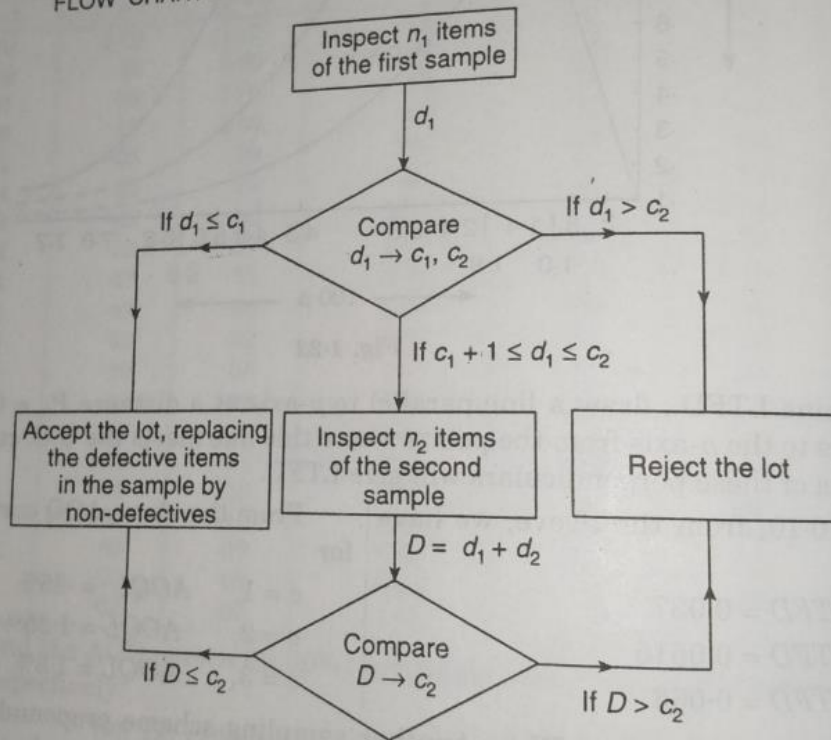 FLOW CHART
Inspect n₁ items
of the first sample
d₁
If d₁ ≤ c₁
Compare
d₁ → c₁, c₂
If d₁ > c₂
If c₁ + 1 ≤ d₁ ≤ c₂
Accept the lot, replacing
the defective items
in the sample by
non-defectives
Inspect n₂ items
of the second
sample
Reject the lot
D = d₁ + d₂
Compare
D → c₂
If D ≤ c₂
If D > c₂